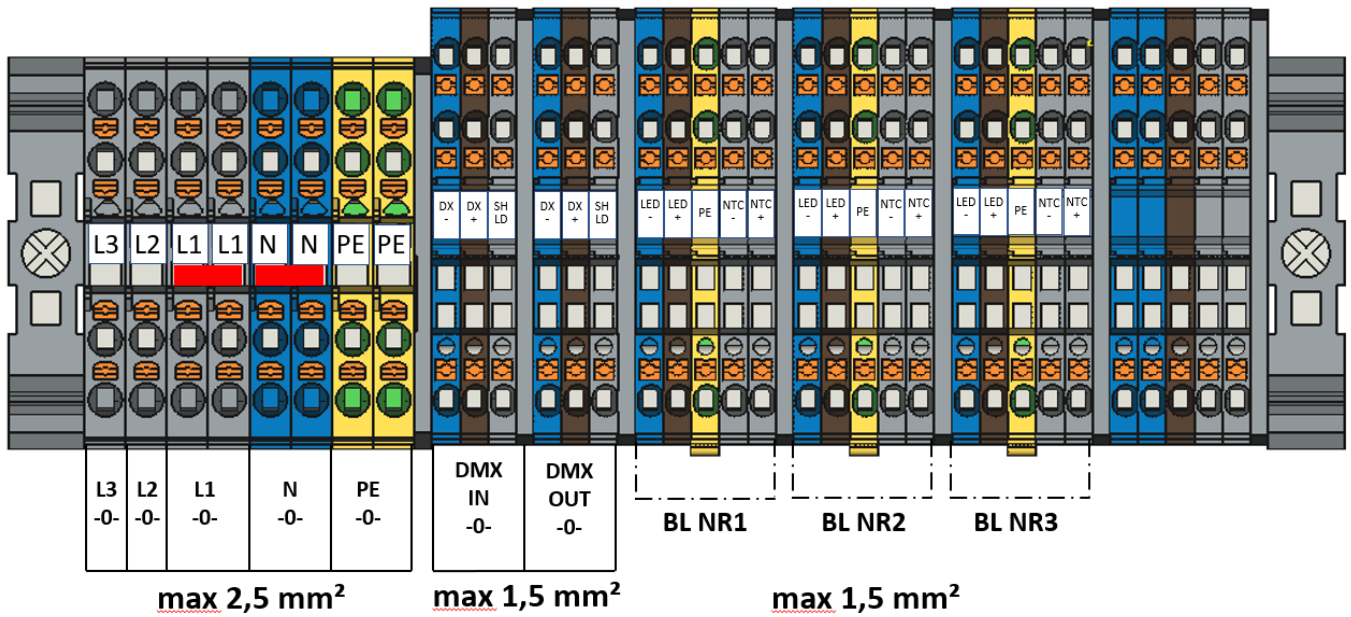 L3 L2 L1 L1 N N PE PE
DX - DX + SH LD
DX - DX + SH LD
LED - LED + PE NTC - NTC +
LED - LED + PE NTC - NTC +
LED - LED + PE NTC - NTC +
L3 -0-
L2 -0-
L1 -0-
N -0-
PE -0-
DMX
IN
-0-
DMX
OUT
-0-
BL NR1
BL NR2
BL NR3
max 2,5 mm²
max 1,5 mm²
max 1,5 mm²